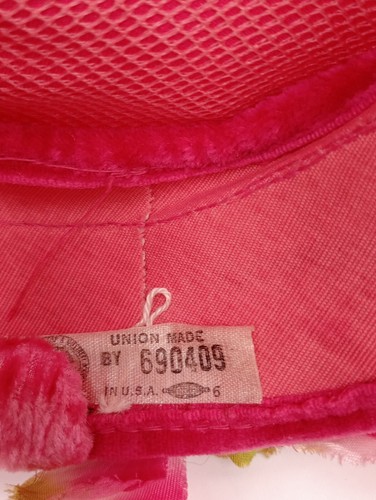 UNION MADE
BY 690409
IN U.S.A. 6